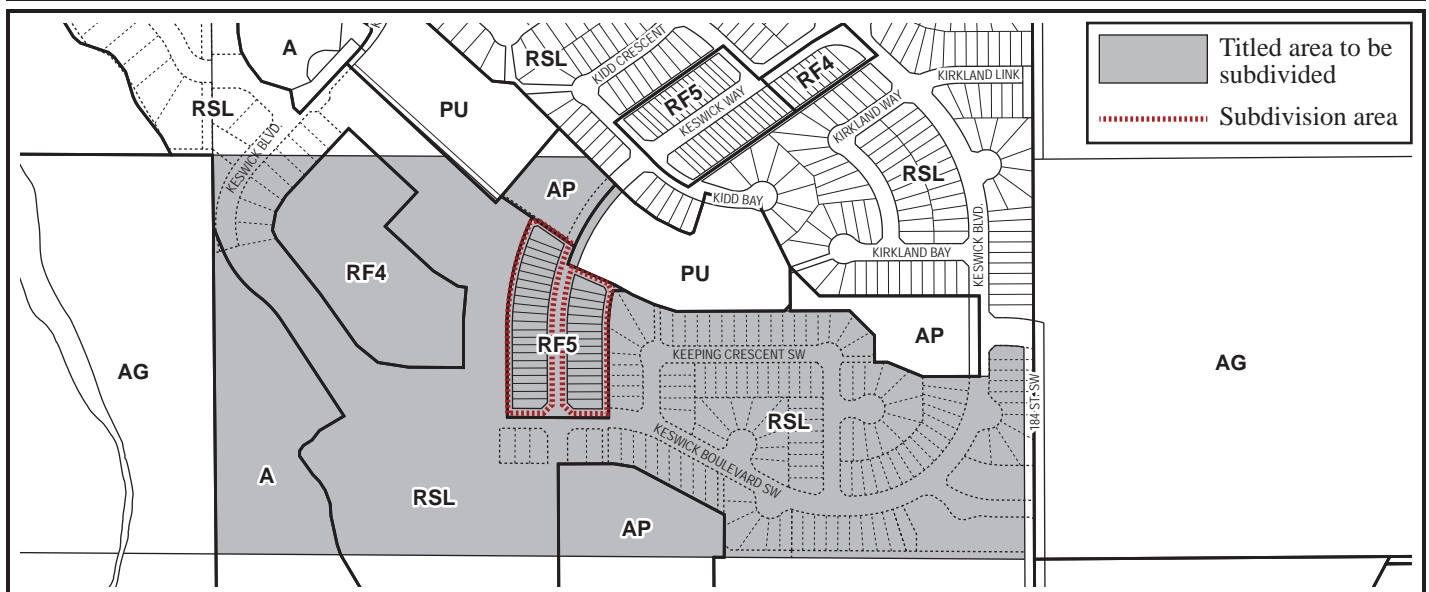 A
RSL
KIDD CRESCENT
RF4
Titled area to be
subdivided
KIRKLAND LINK
RSL
PU
RF5
KESWICK WAY
KIRKLAND WAY
Subdivision area
KESWICK BLVD
AP
KIDD BAY
RSL
KESWICK BLVD.
KIRKLAND BAY
RF4
PU
AG
RF5
KEEPING CRESCENT SW
AP
AG
184 ST. SW
RSL
KESWICK BOULEVARD SW
A
RSL
AP